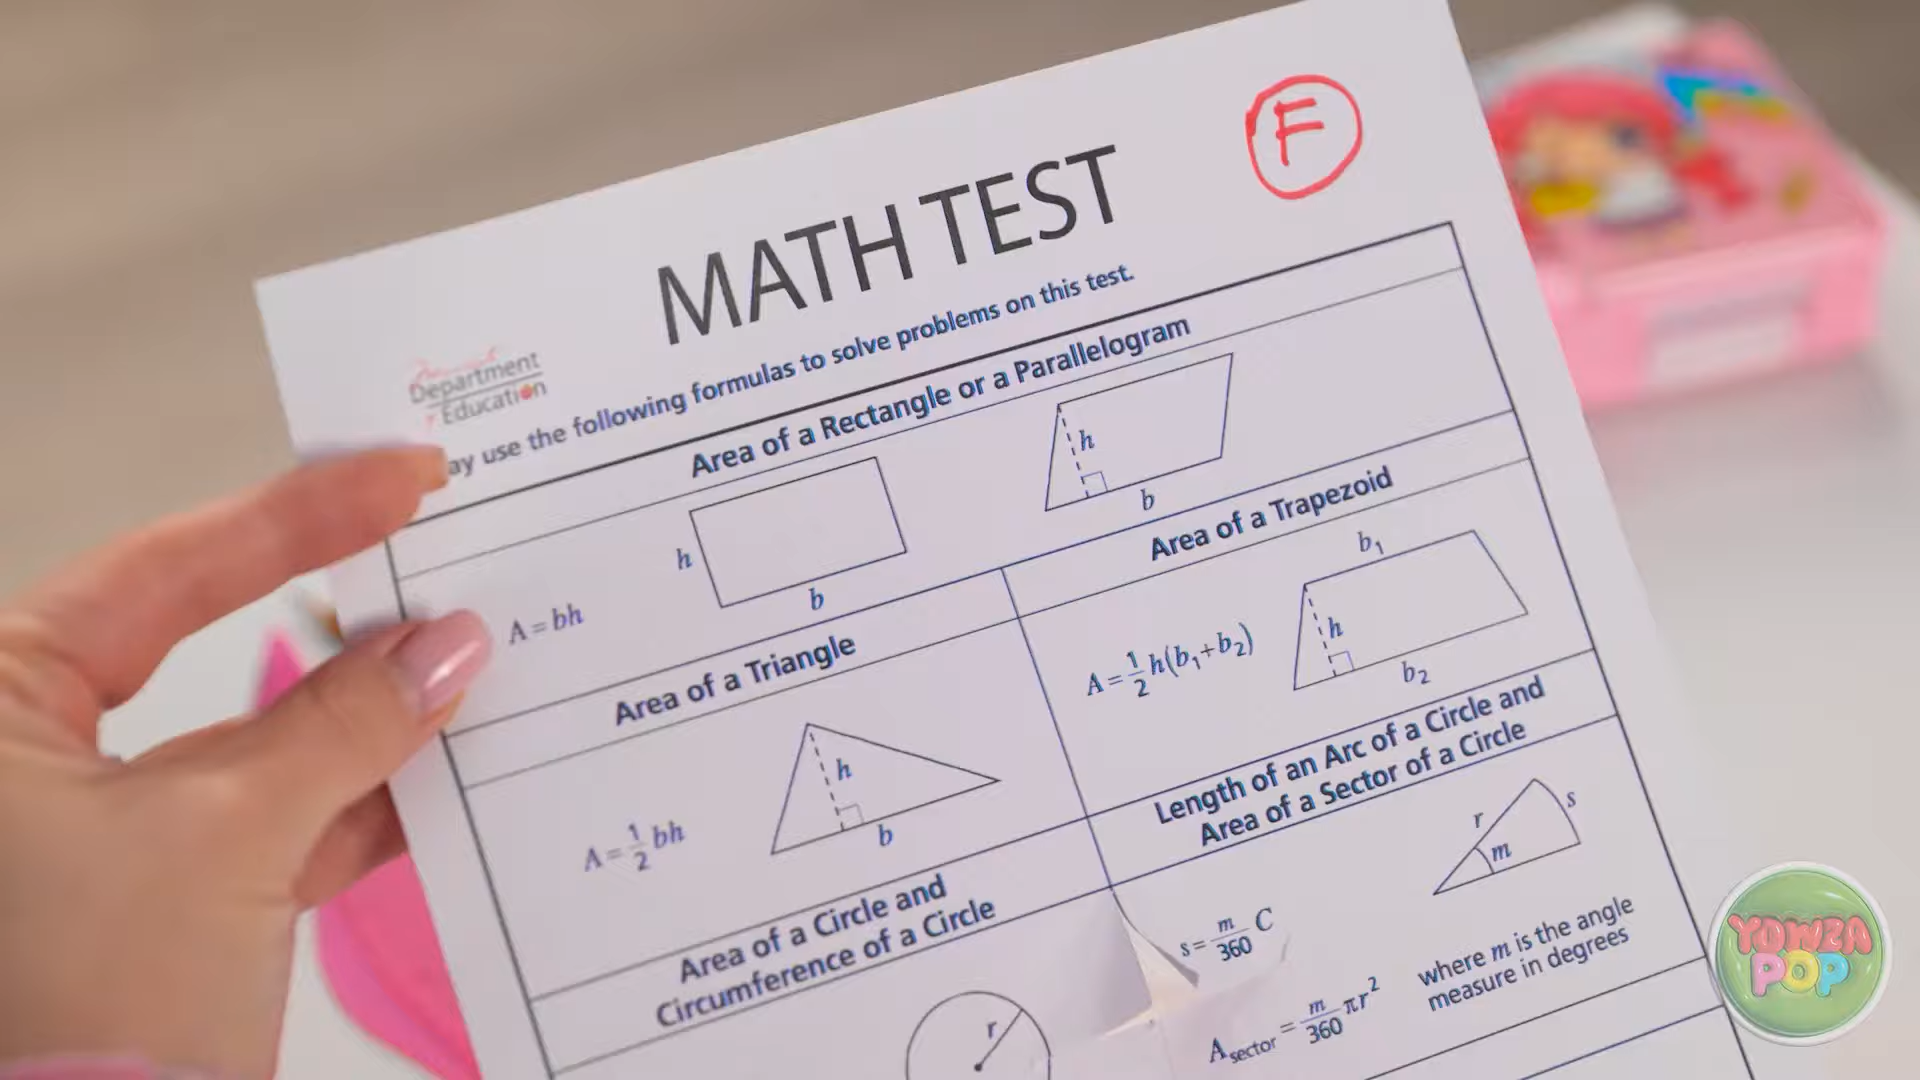 F
MATH TEST
Department
Education
ay use the following formulas to solve problems on this test.
Area of a Rectangle or a Parallelogram
h
b
h
b
A = bh
Area of a Triangle
A = 1/2 bh
h
b
Area of a Trapezoid
A = 1/2 h(b₁+b₂)
b₁
h
b₂
Area of a Circle and
Circumference of a Circle
r
Length of an Arc of a Circle and
Area of a Sector of a Circle
r
s
m
s = m/360 C
A sector = m/360 πr²
where m is the angle
measure in degrees
YOWZA
POP